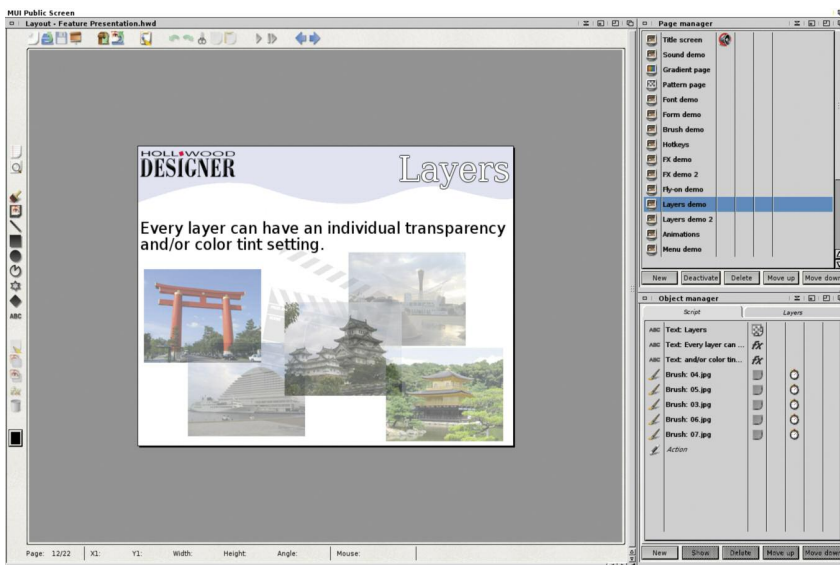 MUI Public Screen
Layout - Feature Presentation.hwd
Page manager
Title screen
Sound demo
Gradient page
Pattern page
Font demo
Form demo
Brush demo
Hotkeys
FX demo
FX demo 2
Fly-on demo
Layers demo
Layers demo 2
Animations
Menu demo
New Deactivate Delete Move up Move down
HOLLYWOOD
DESIGNER
Layers
Every layer can have an individual transparency
and/or color tint setting.
ABC
Object manager
Script Layers
ABC Text: Layers
ABC Text: Every layer can ... fx
ABC Text: and/or color tin... fx
Brush: 04.jpg
Brush: 05.jpg
Brush: 03.jpg
Brush: 06.jpg
Brush: 07.jpg
Action
New Show Delete Move up Move down
Page: 12/22 X1: Y1: Width: Height: Angle: Mouse: